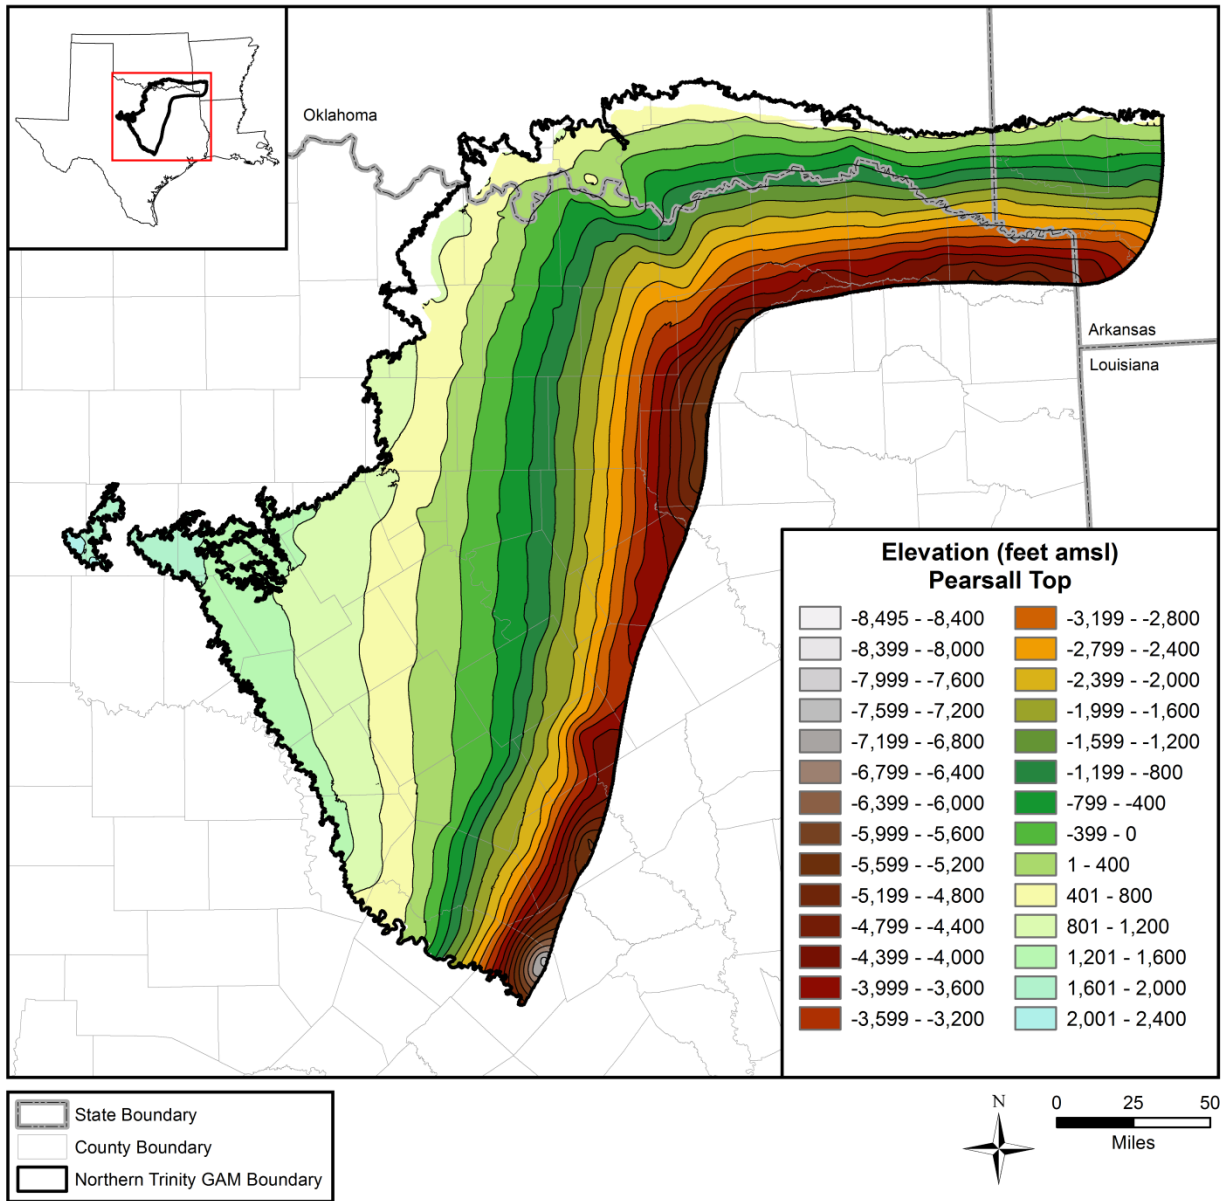 Oklahoma
Arkansas
Louisiana
Elevation (feet amsl)
Pearsall Top
-8,495 - -8,400
-8,399 - -8,000
-7,999 - -7,600
-7,599 - -7,200
-7,199 - -6,800
-6,799 - -6,400
-6,399 - -6,000
-5,999 - -5,600
-5,599 - -5,200
-5,199 - -4,800
-4,799 - -4,400
-4,399 - -4,000
-3,999 - -3,600
-3,599 - -3,200
-3,199 - -2,800
-2,799 - -2,400
-2,399 - -2,000
-1,999 - -1,600
-1,599 - -1,200
-1,199 - -800
-799 - -400
-399 - 0
1 - 400
401 - 800
801 - 1,200
1,201 - 1,600
1,601 - 2,000
2,001 - 2,400
State Boundary
County Boundary
Northern Trinity GAM Boundary
N
0 25 50
Miles